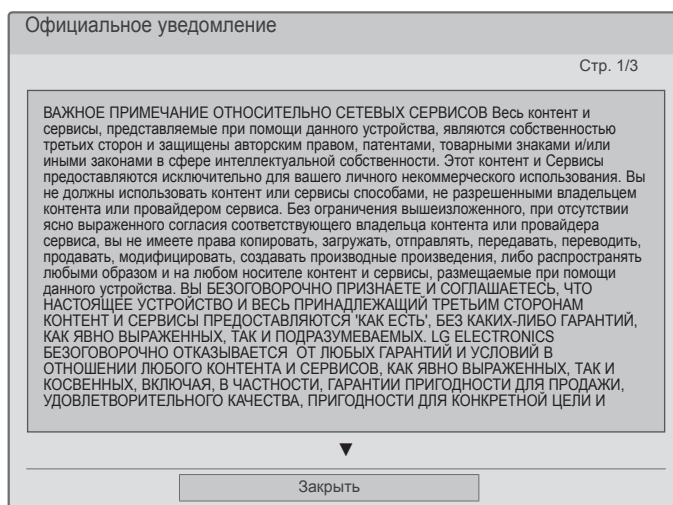 Официальное уведомление
Стр. 1/3
ВАЖНОЕ ПРИМЕЧАНИЕ ОТНОСИТЕЛЬНО СЕТЕВЫХ СЕРВИСОВ Весь контент и
сервисы, представляемые при помощи данного устройства, являются собственностью
третьих сторон и защищены авторским правом, патентами, товарными знаками и/или
иными законами в сфере интеллектуальной собственности. Этот контент и Сервисы
предоставляются исключительно для вашего личного некоммерческого использования. Вы
не должны использовать контент или сервисы способами, не разрешенными владельцем
контента или провайдером сервиса. Без ограничения вышеизложенного, при отсутствии
ясно выраженного согласия соответствующего владельца контента или провайдера
сервиса, вы не имеете права копировать, загружать, отправлять, передавать, переводить,
продавать, модифицировать, создавать производные произведения, либо распространять
любыми образом и на любом носителе контент и сервисы, размещаемые при помощи
данного устройства. ВЫ БЕЗОГОВОРОЧНО ПРИЗНАЕТЕ И СОГЛАШАЕТЕСЬ, ЧТО
НАСТОЯЩЕЕ УСТРОЙСТВО И ВЕСЬ ПРИНАДЛЕЖАЩИЙ ТРЕТЬИМ СТОРОНАМ
КОНТЕНТ И СЕРВИСЫ ПРЕДОСТАВЛЯЮТСЯ 'КАК ЕСТЬ', БЕЗ КАКИХ-ЛИБО ГАРАНТИЙ,
КАК ЯВНО ВЫРАЖЕННЫХ, ТАК И ПОДРАЗУМЕВАЕМЫХ. LG ELECTRONICS
БЕЗОГОВОРОЧНО ОТКАЗЫВАЕТСЯ ОТ ЛЮБЫХ ГАРАНТИЙ И УСЛОВИЙ В
ОТНОШЕНИИ ЛЮБОГО КОНТЕНТА И СЕРВИСОВ, КАК ЯВНО ВЫРАЖЕННЫХ, ТАК И
КОСВЕННЫХ, ВКЛЮЧАЯ, В ЧАСТНОСТИ, ГАРАНТИИ ПРИГОДНОСТИ ДЛЯ ПРОДАЖИ,
УДОВЛЕТВОРИТЕЛЬНОГО КАЧЕСТВА, ПРИГОДНОСТИ ДЛЯ КОНКРЕТНОЙ ЦЕЛИ И
▼
Закрыть